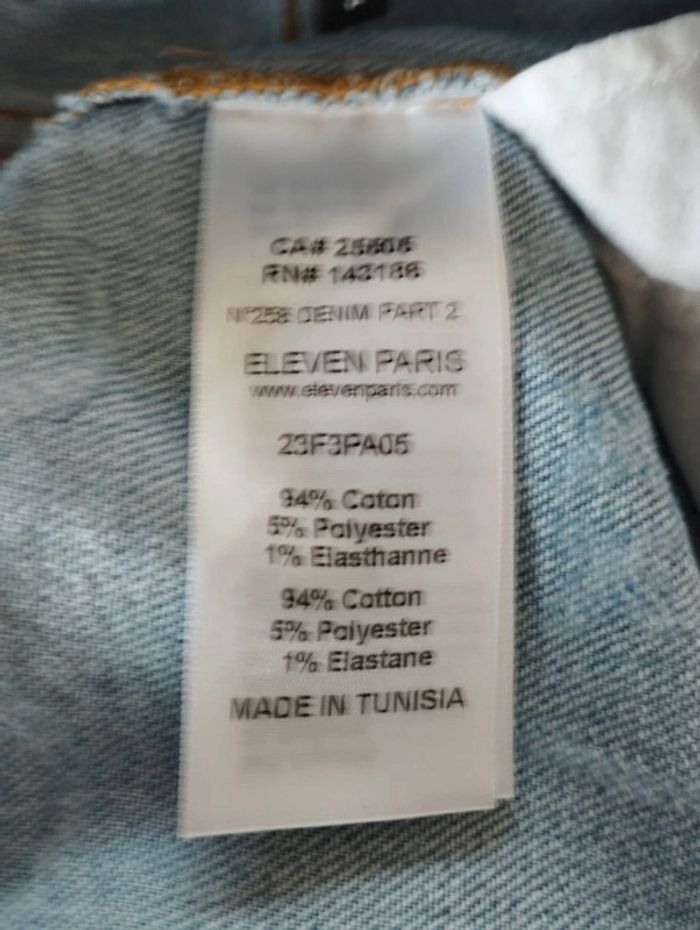 CA# 25606
RN# 143186
N°258 DENIM PART 2
ELEVEN PARIS
www.elevenparis.com
23F3PA05
94% Coton
5% Polyester
1% Elasthanne
94% Cotton
5% Polyester
1% Elastane
MADE IN TUNISIA